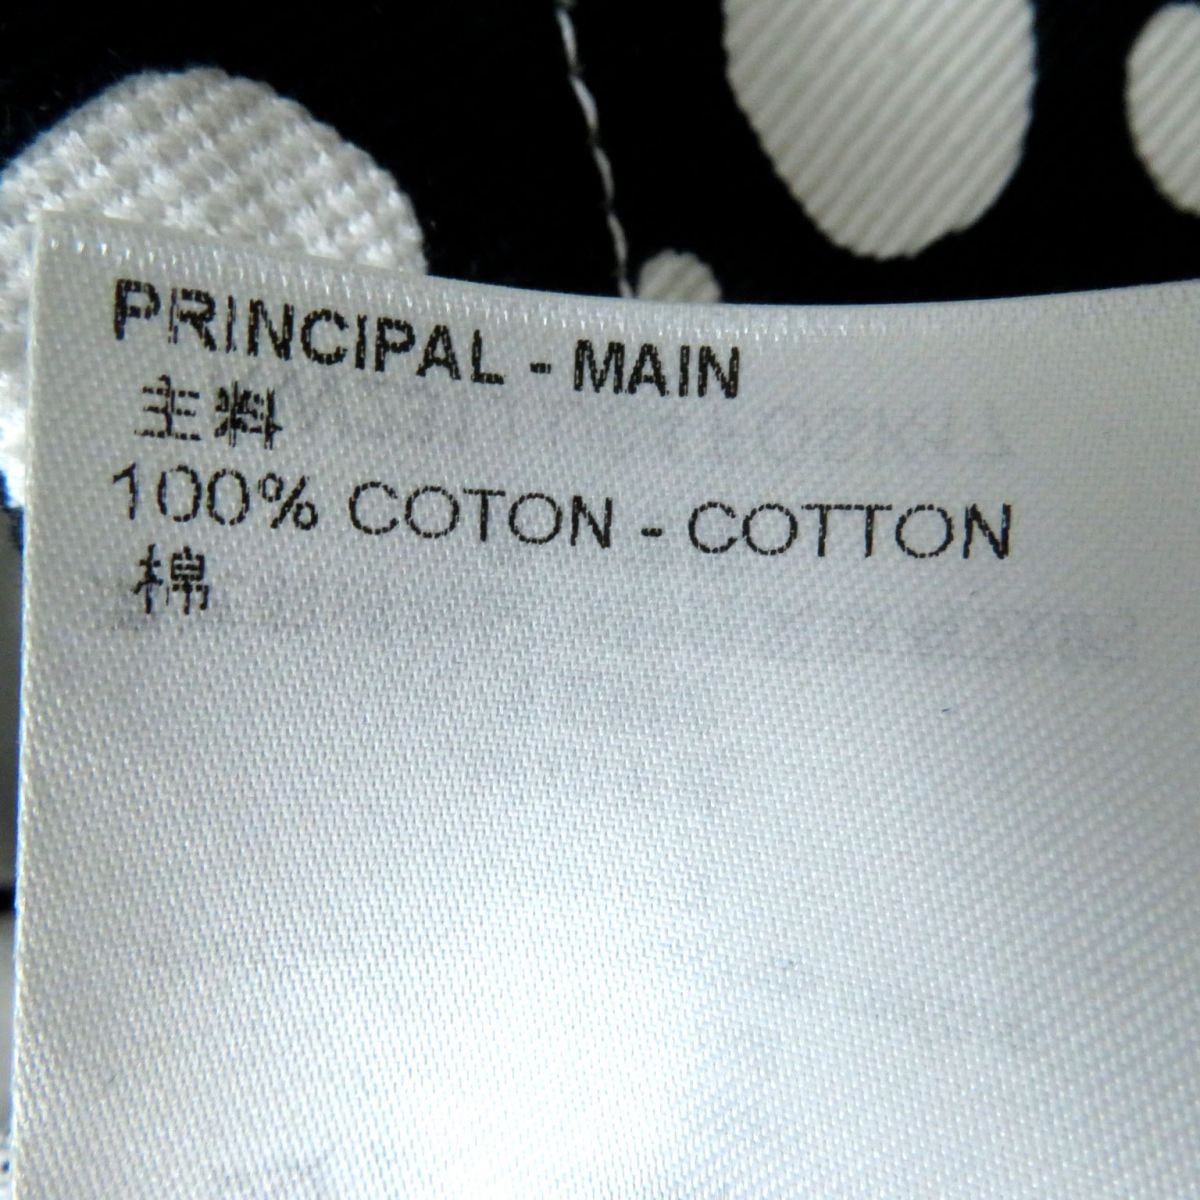 PRINCIPAL - MAIN
主料
100% COTON - COTTON
棉